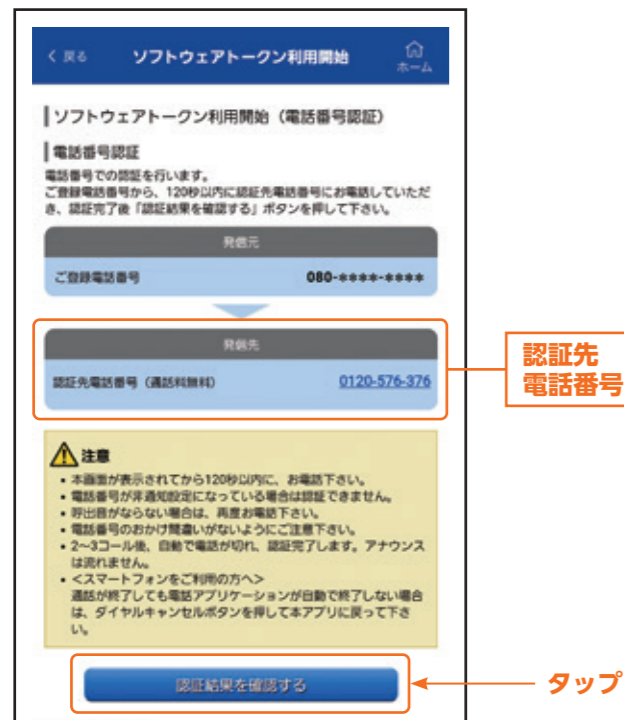 戻る ソフトウェアトークン利用開始 ホーム
ソフトウェアトークン利用開始（電話番号認証）
電話番号認証
電話番号での認証を行います。
ご登録電話番号から、120秒以内に認証先電話番号にお電話していただ
き、認証完了後「認証結果を確認する」ボタンを押して下さい。
発信元
ご登録電話番号 080-****-****
発信先
認証先電話番号（通話料無料） 0120-576-376
認証先
電話番号
注意
・本画面が表示されてから120秒以内に、お電話下さい。
・電話番号が非通知設定になっている場合は認証できません。
・呼出音がならない場合は、再度お電話下さい。
・電話番号のおかけ間違いがないようにご注意下さい。
・2〜3コール後、自動で電話が切れ、認証完了します。アナウンス
は流れません。
・＜スマートフォンをご利用の方へ＞
通話が終了しても電話アプリケーションが自動で終了しない場合
は、ダイヤルキャンセルボタンを押して本アプリに戻って下さ
い。
認証結果を確認する
タップ